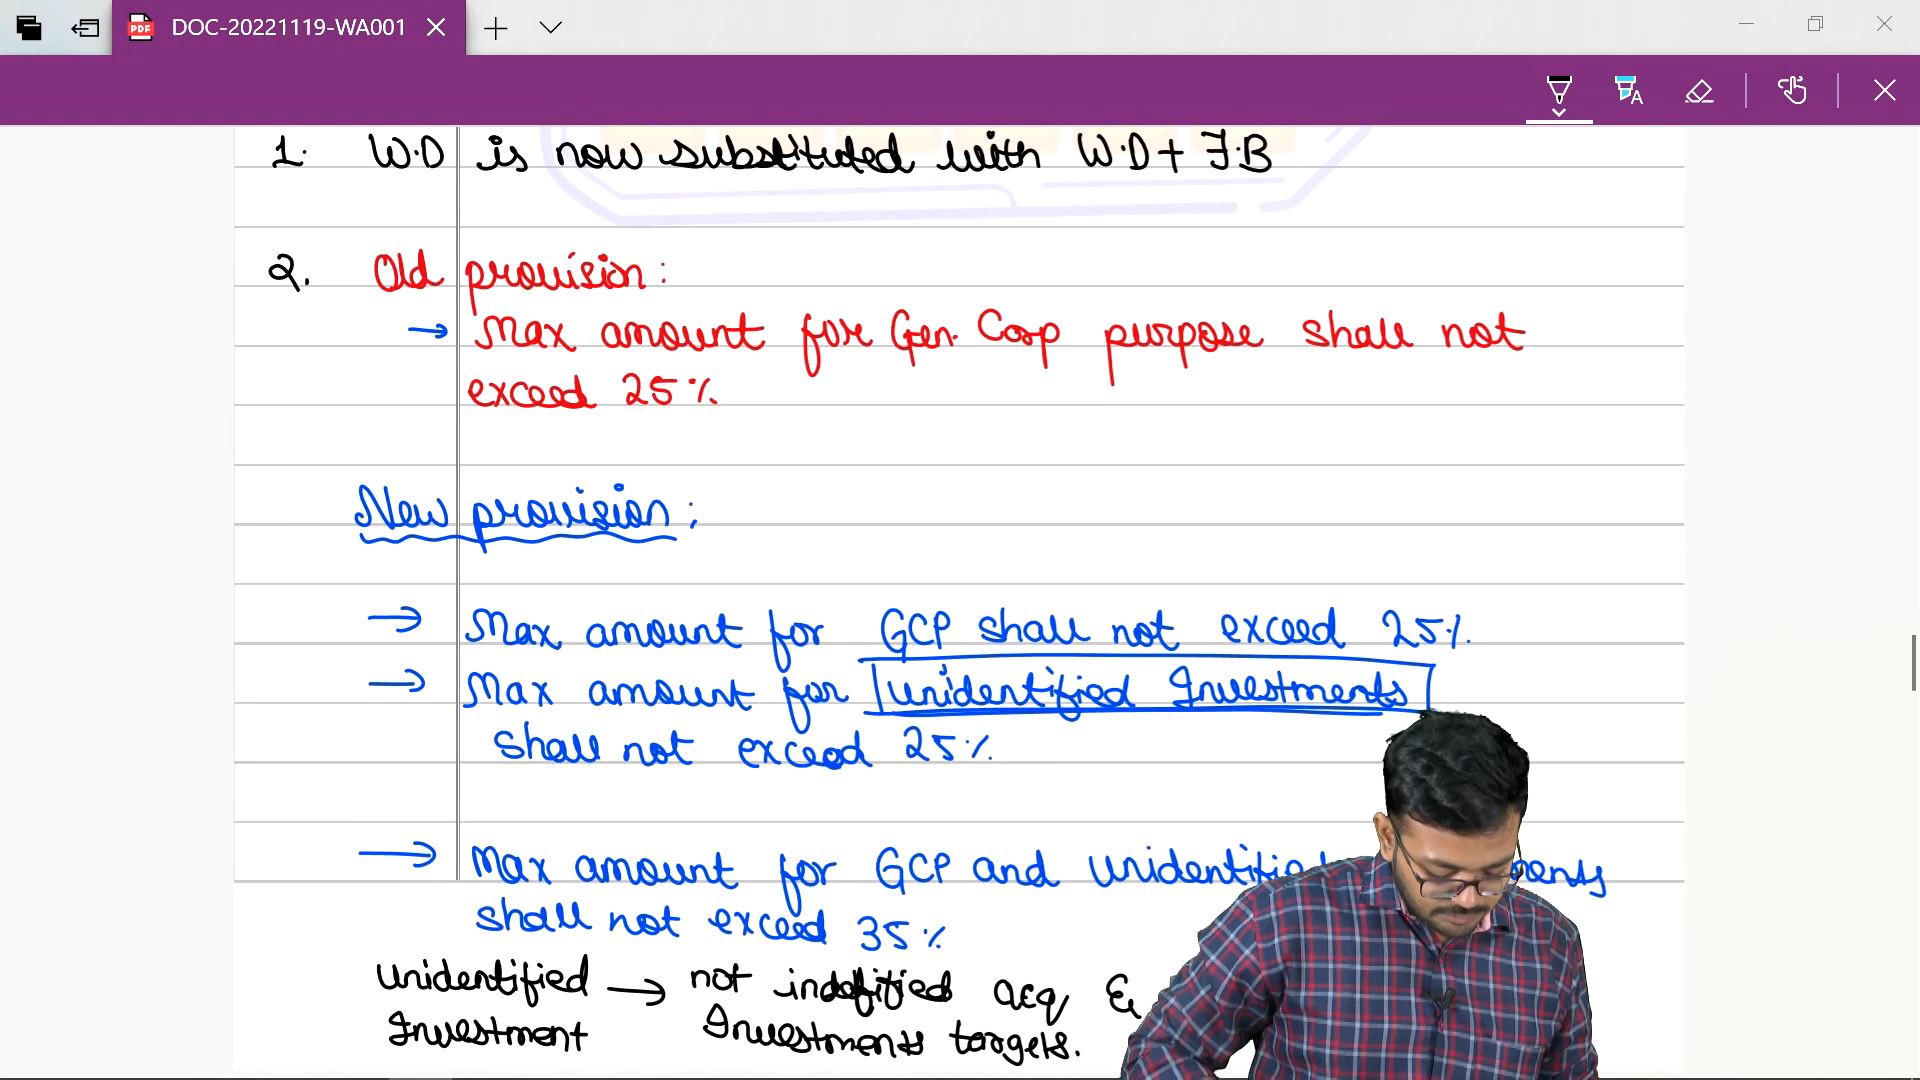 DOC-20221119-WA001
1. W.D is now substituted with W.D + F.B
2. Old provision:
→ Max amount for Gen. Corp purpose shall not
exceed 25%
New provision:
→ Max amount for GCP shall not exceed 25%
→ Max amount for unidentified Investments
shall not exceed 25%
→ Max amount for GCP and
shall not exceed 35%
unidentified → not acq &
Investment Investments targets.